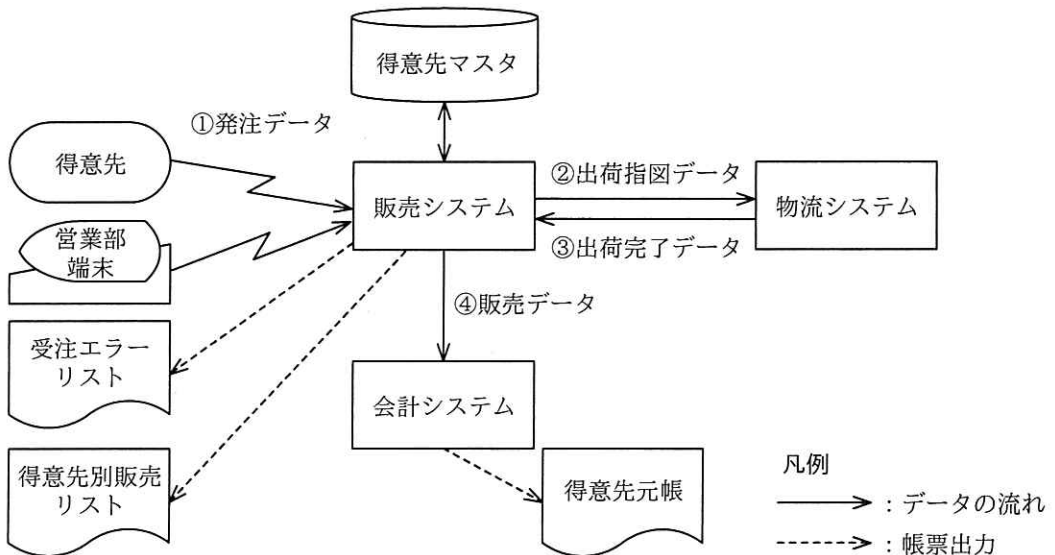 得意先マスタ
①発注データ
得意先
販売システム
②出荷指図データ
③出荷完了データ
物流システム
営業部
端末
④販売データ
受注エラー
リスト
会計システム
得意先別販売
リスト
得意先元帳
凡例
：データの流れ
：帳票出力